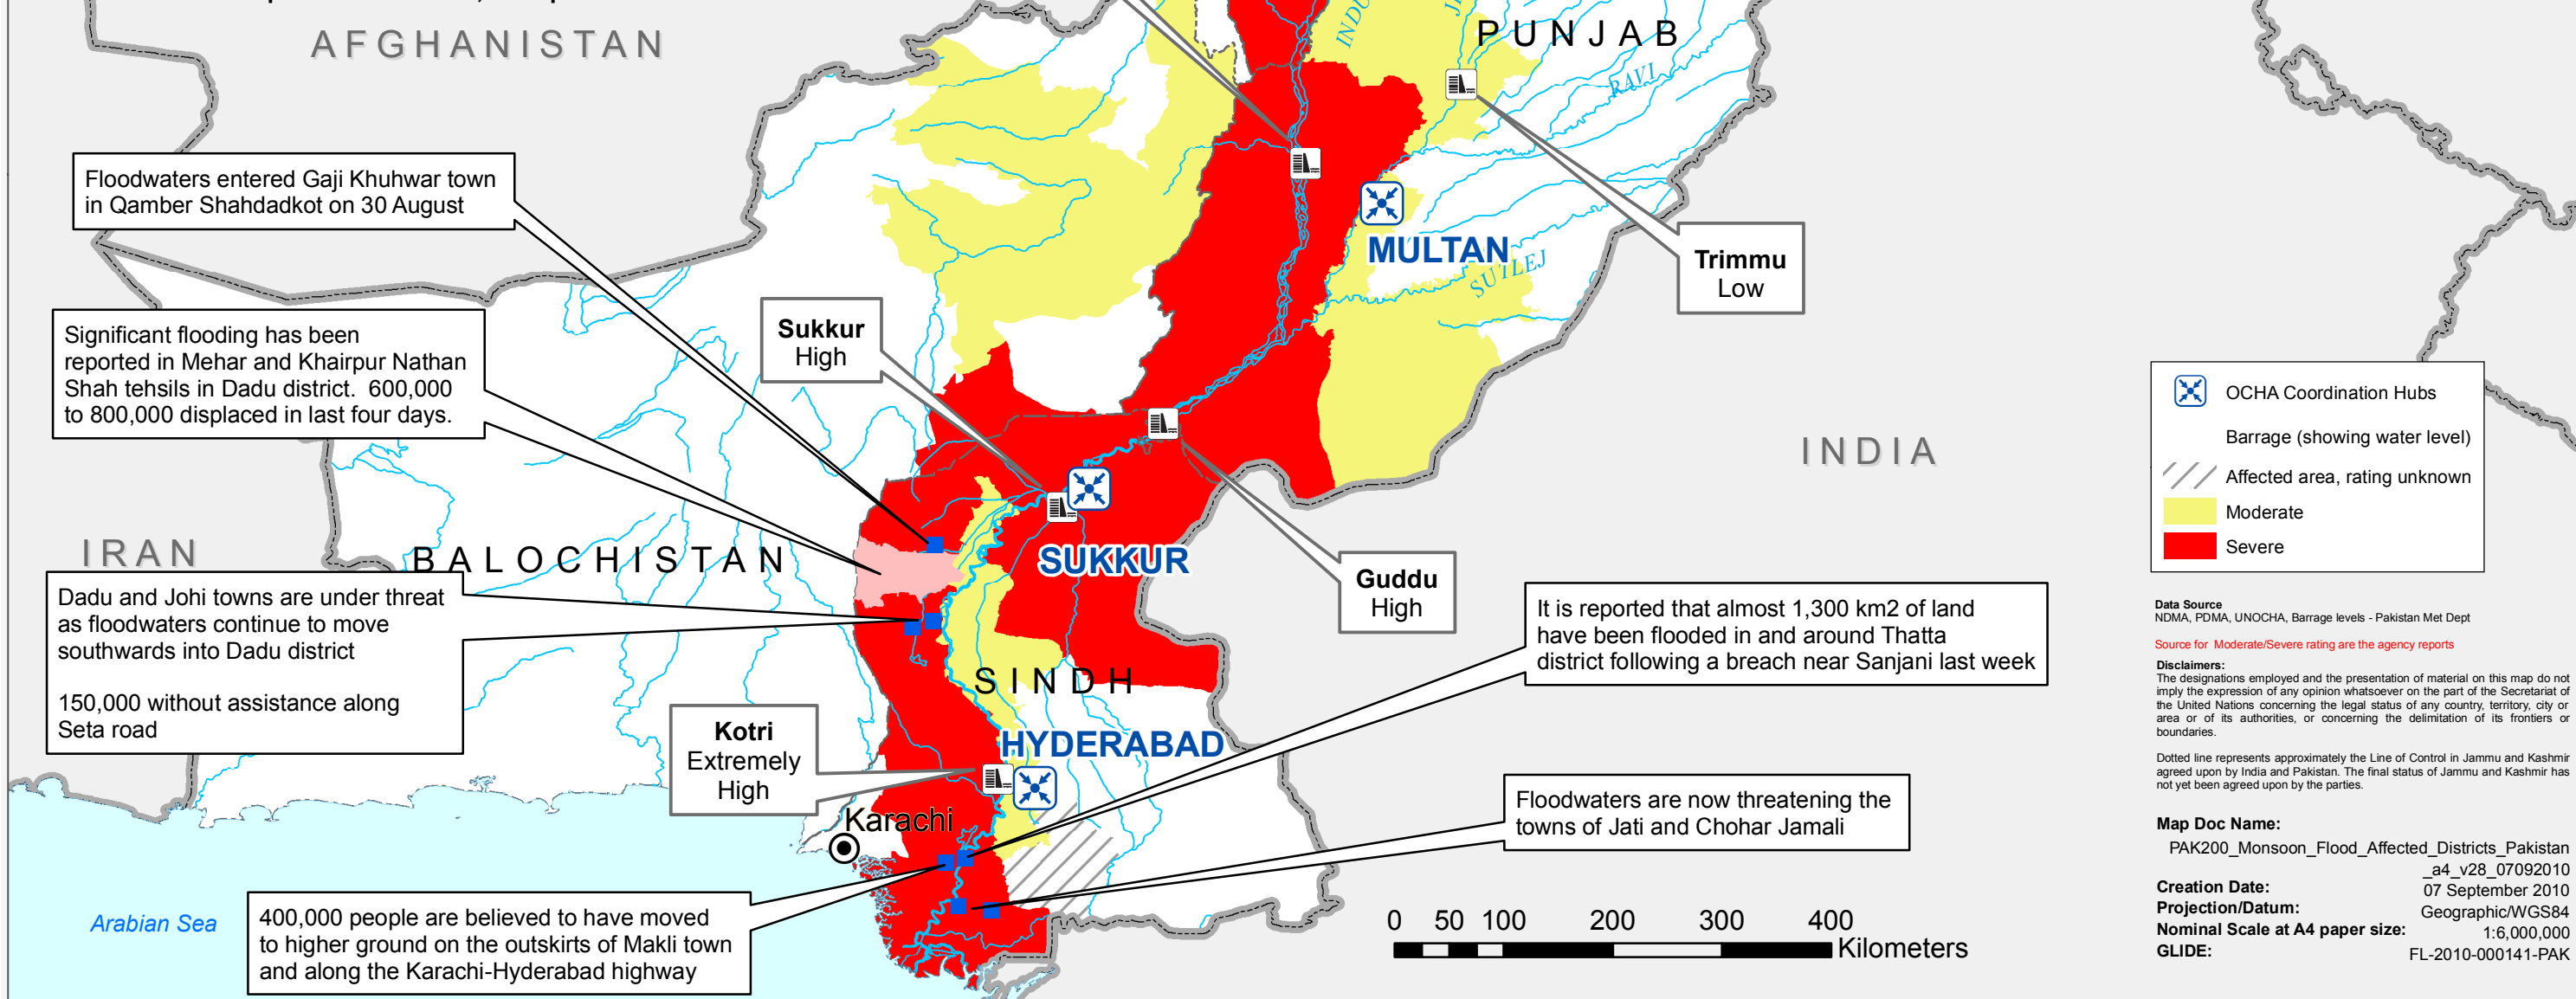 AFGHANISTAN
PUNJAB
INDU
RAVI
Floodwaters entered Gaji Khuhwar town
in Qamber Shahdadkot on 30 August
MULTAN
SUTLEJ
Trimmu
Low
Significant flooding has been
reported in Mehar and Khairpur Nathan
Shah tehsils in Dadu district. 600,000
to 800,000 displaced in last four days.
Sukkur
High
INDIA
IRAN
BALOCHISTAN
SUKKUR
Guddu
High
Dadu and Johi towns are under threat
as floodwaters continue to move
southwards into Dadu district
150,000 without assistance along
Seta road
It is reported that almost 1,300 km2 of land
have been flooded in and around Thatta
district following a breach near Sanjani last week
SINDH
Kotri
Extremely
High
HYDERABAD
Karachi
Floodwaters are now threatening the
towns of Jati and Chohar Jamali
Arabian Sea
400,000 people are believed to have moved
to higher ground on the outskirts of Makli town
and along the Karachi-Hyderabad highway
0 50 100 200 300 400
Kilometers
OCHA Coordination Hubs
Barrage (showing water level)
Affected area, rating unknown
Moderate
Severe
Data Source
NDMA, PDMA, UNOCHA, Barrage levels - Pakistan Met Dept
Source for Moderate/Severe rating are the agency reports
Disclaimers:
The designations employed and the presentation of material on this map do not
imply the expression of any opinion whatsoever on the part of the Secretariat of
the United Nations concerning the legal status of any country, territory, city or
area or of its authorities, or concerning the delimitation of its frontiers or
boundaries.
Dotted line represents approximately the Line of Control in Jammu and Kashmir
agreed upon by India and Pakistan. The final status of Jammu and Kashmir has
not yet been agreed upon by the parties.
Map Doc Name:
PAK200_Monsoon_Flood_Affected_Districts_Pakistan
_a4_v28_07092010
Creation Date: 07 September 2010
Projection/Datum: Geographic/WGS84
Nominal Scale at A4 paper size: 1:6,000,000
GLIDE: FL-2010-000141-PAK